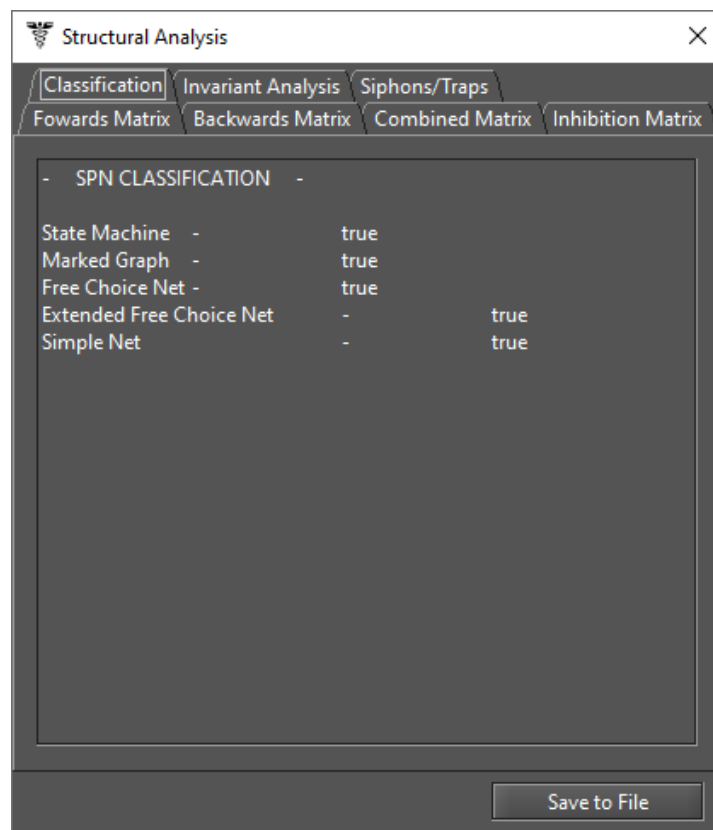 Structural Analysis
Classification Invariant Analysis Siphons/Traps
Fowards Matrix Backwards Matrix Combined Matrix Inhibition Matrix
- SPN CLASSIFICATION -
State Machine - true
Marked Graph - true
Free Choice Net - true
Extended Free Choice Net - true
Simple Net - true
Save to File